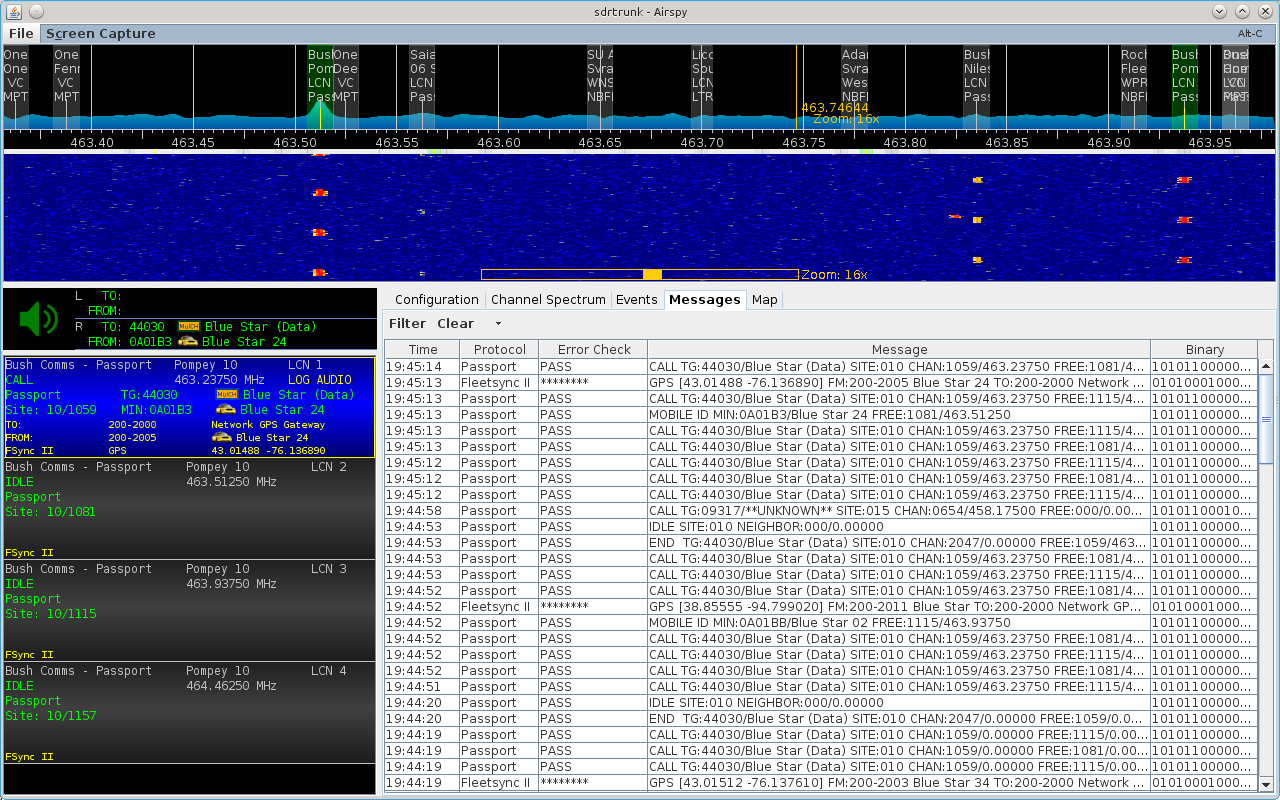 sdrtrunk - Airspy
File Screen Capture Alt-C
One One Bush One Saia SU A Lico Ada Bush Roch Bush
One Fenn Pom Dee 06 S Svra Spu Svra Niles Flee Pom
VC VC LCN VC LCN WNS LCN Wes LCN WPR LCN
MPT MPT Pass MPT Pass NBFI LTR NBFI Pass NBFI Pass
463.74644
Zoom: 16x
463.40 463.45 463.50 463.55 463.60 463.65 463.70 463.75 463.80 463.85 463.90 463.95
Zoom: 16x
L TO:
FROM:
R TO: 44030 MulCH Blue Star (Data)
FROM: 0A01B3 Blue Star 24
Bush Comms - Passport Pompey 10 LCN 1
CALL 463.23750 MHz LOG AUDIO
Passport TG:44030 MulCH Blue Star (Data)
Site: 10/1059 MIN:0A01B3 Blue Star 24
TO: 200-2000 Network GPS Gateway
FROM: 200-2005 Blue Star 24
FSync II GPS 43.01488 -76.136890
Bush Comms - Passport Pompey 10 LCN 2
IDLE 463.51250 MHz
Passport
Site: 10/1081
FSync II
Bush Comms - Passport Pompey 10 LCN 3
IDLE 463.93750 MHz
Passport
Site: 10/1115
FSync II
Bush Comms - Passport Pompey 10 LCN 4
IDLE 464.46250 MHz
Passport
Site: 10/1157
FSync II
Configuration Channel Spectrum Events Messages Map
Filter Clear
Time Protocol Error Check Message Binary
19:45:14 Passport PASS CALL TG:44030/Blue Star (Data) SITE:010 CHAN:1059/463.23750 FREE:1081/4... 10101100000...
19:45:13 Fleetsync II ******** GPS [43.01488 -76.136890] FM:200-2005 Blue Star 24 TO:200-2000 Network ... 01010001000...
19:45:13 Passport PASS CALL TG:44030/Blue Star (Data) SITE:010 CHAN:1059/463.23750 FREE:1115/4... 10101100000...
19:45:13 Passport PASS MOBILE ID MIN:0A01B3/Blue Star 24 FREE:1081/463.51250 10101100000...
19:45:13 Passport PASS CALL TG:44030/Blue Star (Data) SITE:010 CHAN:1059/463.23750 FREE:1115/4... 10101100000...
19:45:13 Passport PASS CALL TG:44030/Blue Star (Data) SITE:010 CHAN:1059/463.23750 FREE:1081/4... 10101100000...
19:45:12 Passport PASS CALL TG:44030/Blue Star (Data) SITE:010 CHAN:1059/463.23750 FREE:1115/4... 10101100000...
19:45:12 Passport PASS CALL TG:44030/Blue Star (Data) SITE:010 CHAN:1059/463.23750 FREE:1081/4... 10101100000...
19:45:12 Passport PASS CALL TG:44030/Blue Star (Data) SITE:010 CHAN:1059/463.23750 FREE:1115/4... 10101100000...
19:44:58 Passport PASS CALL TG:09317/**UNKNOWN** SITE:015 CHAN:0654/458.17500 FREE:000/0.00... 10101100010...
19:44:53 Passport PASS IDLE SITE:010 NEIGHBOR:000/0.00000 10101100000...
19:44:53 Passport PASS END TG:44030/Blue Star (Data) SITE:010 CHAN:2047/0.00000 FREE:1059/463... 10101100000...
19:44:53 Passport PASS CALL TG:44030/Blue Star (Data) SITE:010 CHAN:1059/463.23750 FREE:1081/4... 10101100000...
19:44:53 Passport PASS CALL TG:44030/Blue Star (Data) SITE:010 CHAN:1059/463.23750 FREE:1115/4... 10101100000...
19:44:52 Passport PASS CALL TG:44030/Blue Star (Data) SITE:010 CHAN:1059/463.23750 FREE:1081/4... 10101100000...
19:44:52 Fleetsync II ******** GPS [38.85555 -94.799020] FM:200-2011 Blue Star TO:200-2000 Network GP... 01010001000...
19:44:52 Passport PASS MOBILE ID MIN:0A01BB/Blue Star 02 FREE:1115/463.93750 10101100000...
19:44:52 Passport PASS CALL TG:44030/Blue Star (Data) SITE:010 CHAN:1059/463.23750 FREE:1081/4... 10101100000...
19:44:52 Passport PASS CALL TG:44030/Blue Star (Data) SITE:010 CHAN:1059/463.23750 FREE:1115/4... 10101100000...
19:44:52 Passport PASS CALL TG:44030/Blue Star (Data) SITE:010 CHAN:1059/463.23750 FREE:1081/4... 10101100000...
19:44:51 Passport PASS CALL TG:44030/Blue Star (Data) SITE:010 CHAN:1059/463.23750 FREE:1115/4... 10101100000...
19:44:20 Passport PASS IDLE SITE:010 NEIGHBOR:000/0.00000 10101100000...
19:44:20 Passport PASS END TG:44030/Blue Star (Data) SITE:010 CHAN:2047/0.00000 FREE:1059/0.0... 10101100000...
19:44:19 Passport PASS CALL TG:44030/Blue Star (Data) SITE:010 CHAN:1059/0.00000 FREE:1115/0.00... 10101100000...
19:44:19 Passport PASS CALL TG:44030/Blue Star (Data) SITE:010 CHAN:1059/0.00000 FREE:1081/0.00... 10101100000...
19:44:19 Passport PASS CALL TG:44030/Blue Star (Data) SITE:010 CHAN:1059/0.00000 FREE:1115/0.00... 10101100000...
19:44:19 Fleetsync II ******** GPS [43.01512 -76.137610] FM:200-2003 Blue Star 34 TO:200-2000 Network ... 01010001000...